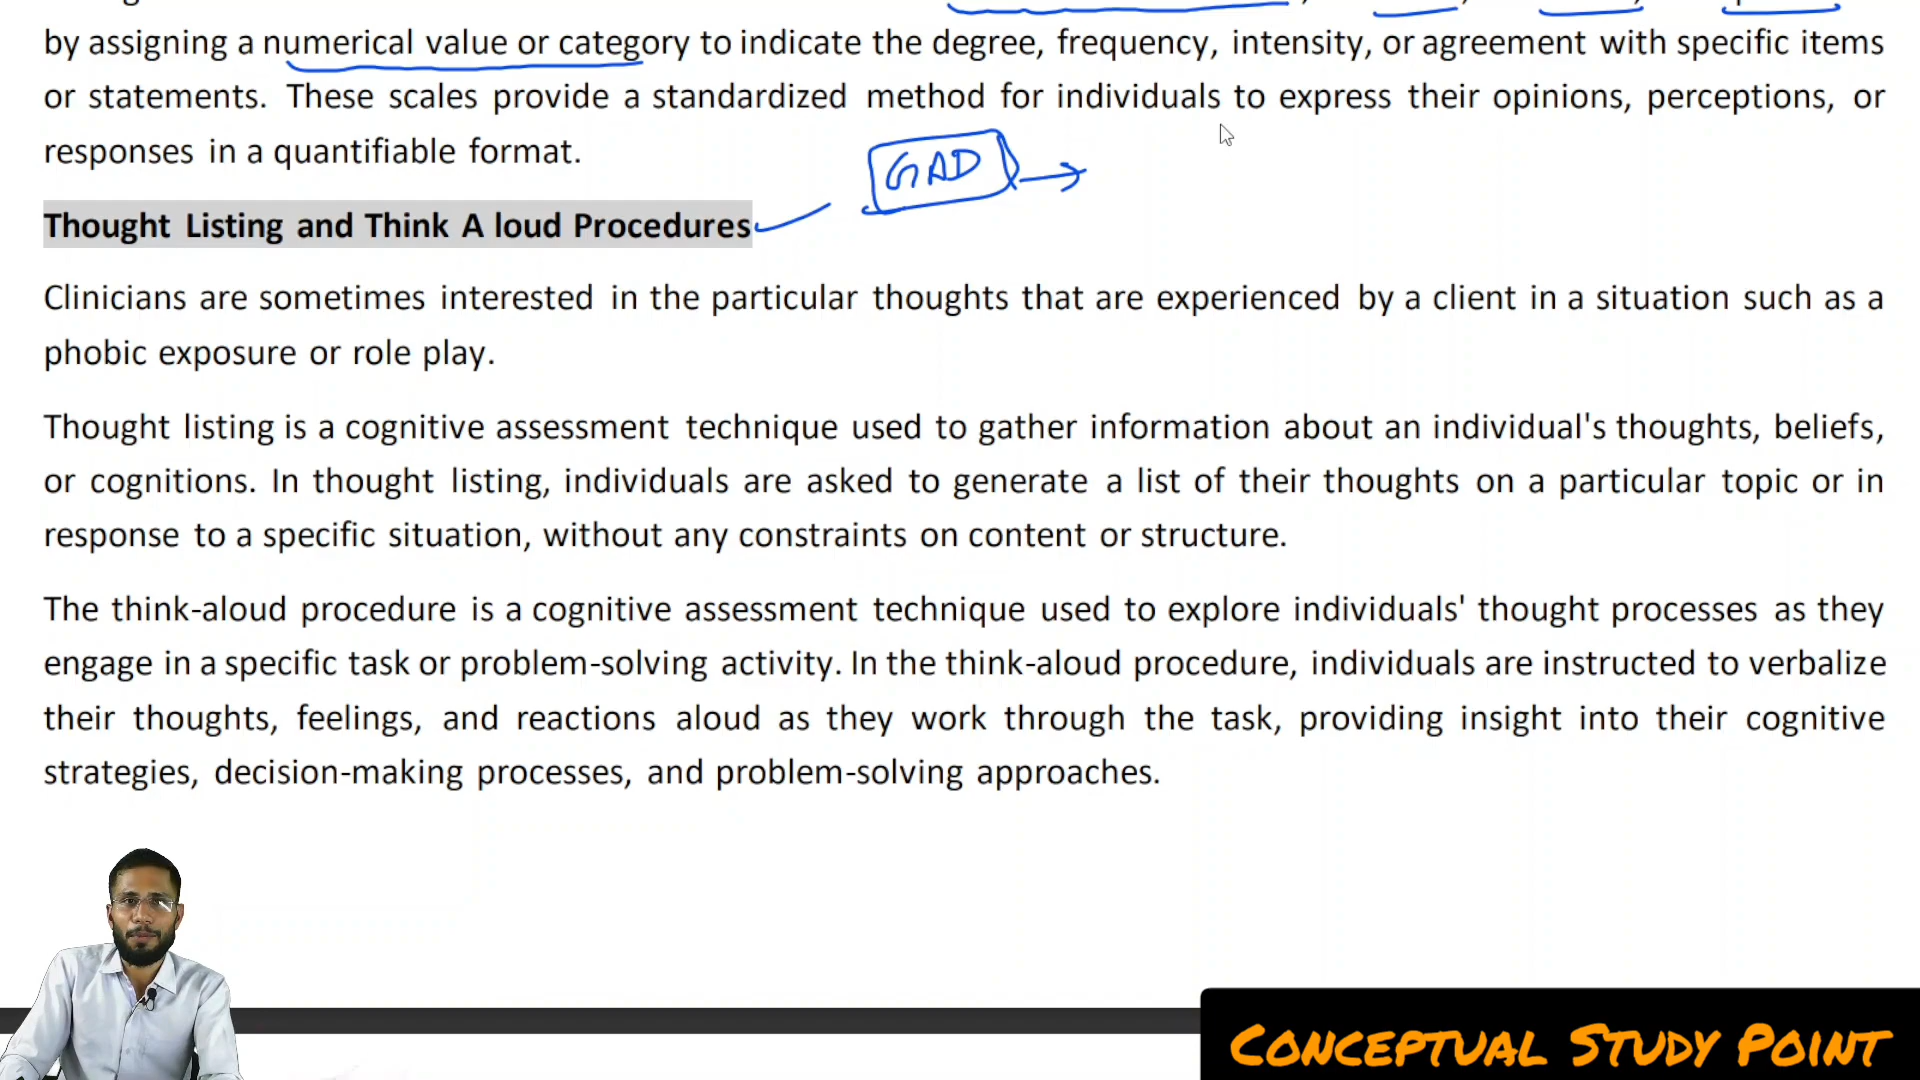 by assigning a numerical value or category to indicate the degree, frequency, intensity, or agreement with specific items
or statements. These scales provide a standardized method for individuals to express their opinions, perceptions, or
responses in a quantifiable format.
GAD
Thought Listing and Think A loud Procedures
Clinicians are sometimes interested in the particular thoughts that are experienced by a client in a situation such as a
phobic exposure or role play.
Thought listing is a cognitive assessment technique used to gather information about an individual's thoughts, beliefs,
or cognitions. In thought listing, individuals are asked to generate a list of their thoughts on a particular topic or in
response to a specific situation, without any constraints on content or structure.
The think-aloud procedure is a cognitive assessment technique used to explore individuals' thought processes as they
engage in a specific task or problem-solving activity. In the think-aloud procedure, individuals are instructed to verbalize
their thoughts, feelings, and reactions aloud as they work through the task, providing insight into their cognitive
strategies, decision-making processes, and problem-solving approaches.
CONCEPTUAL STUDY POINT